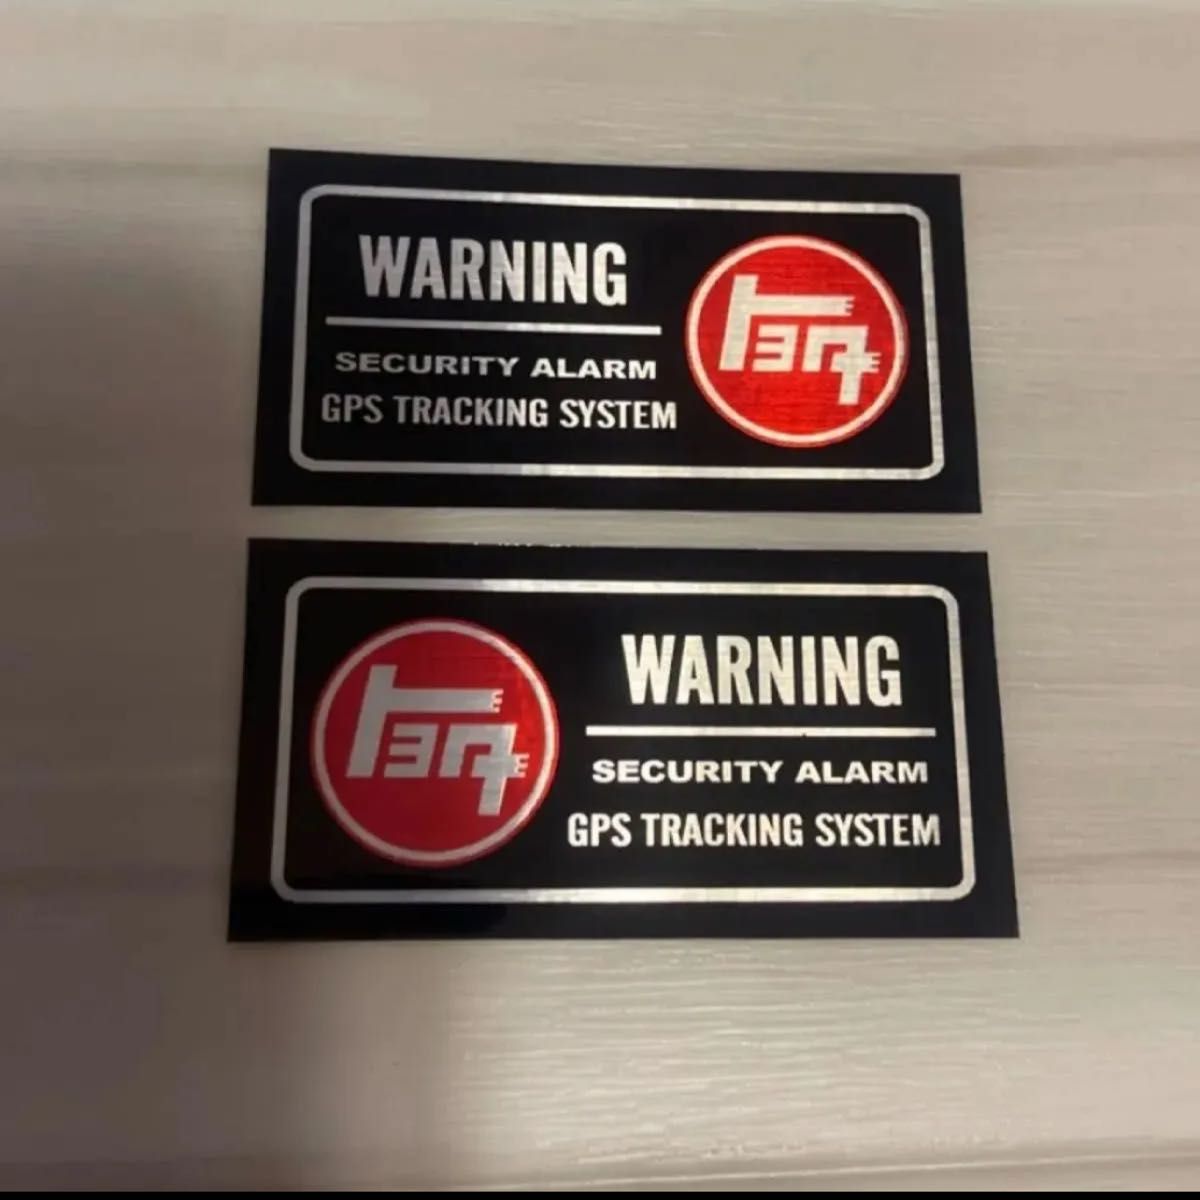 WARNING
SECURITY ALARM
GPS TRACKING SYSTEM
トヨタ
トヨタ
WARNING
SECURITY ALARM
GPS TRACKING SYSTEM